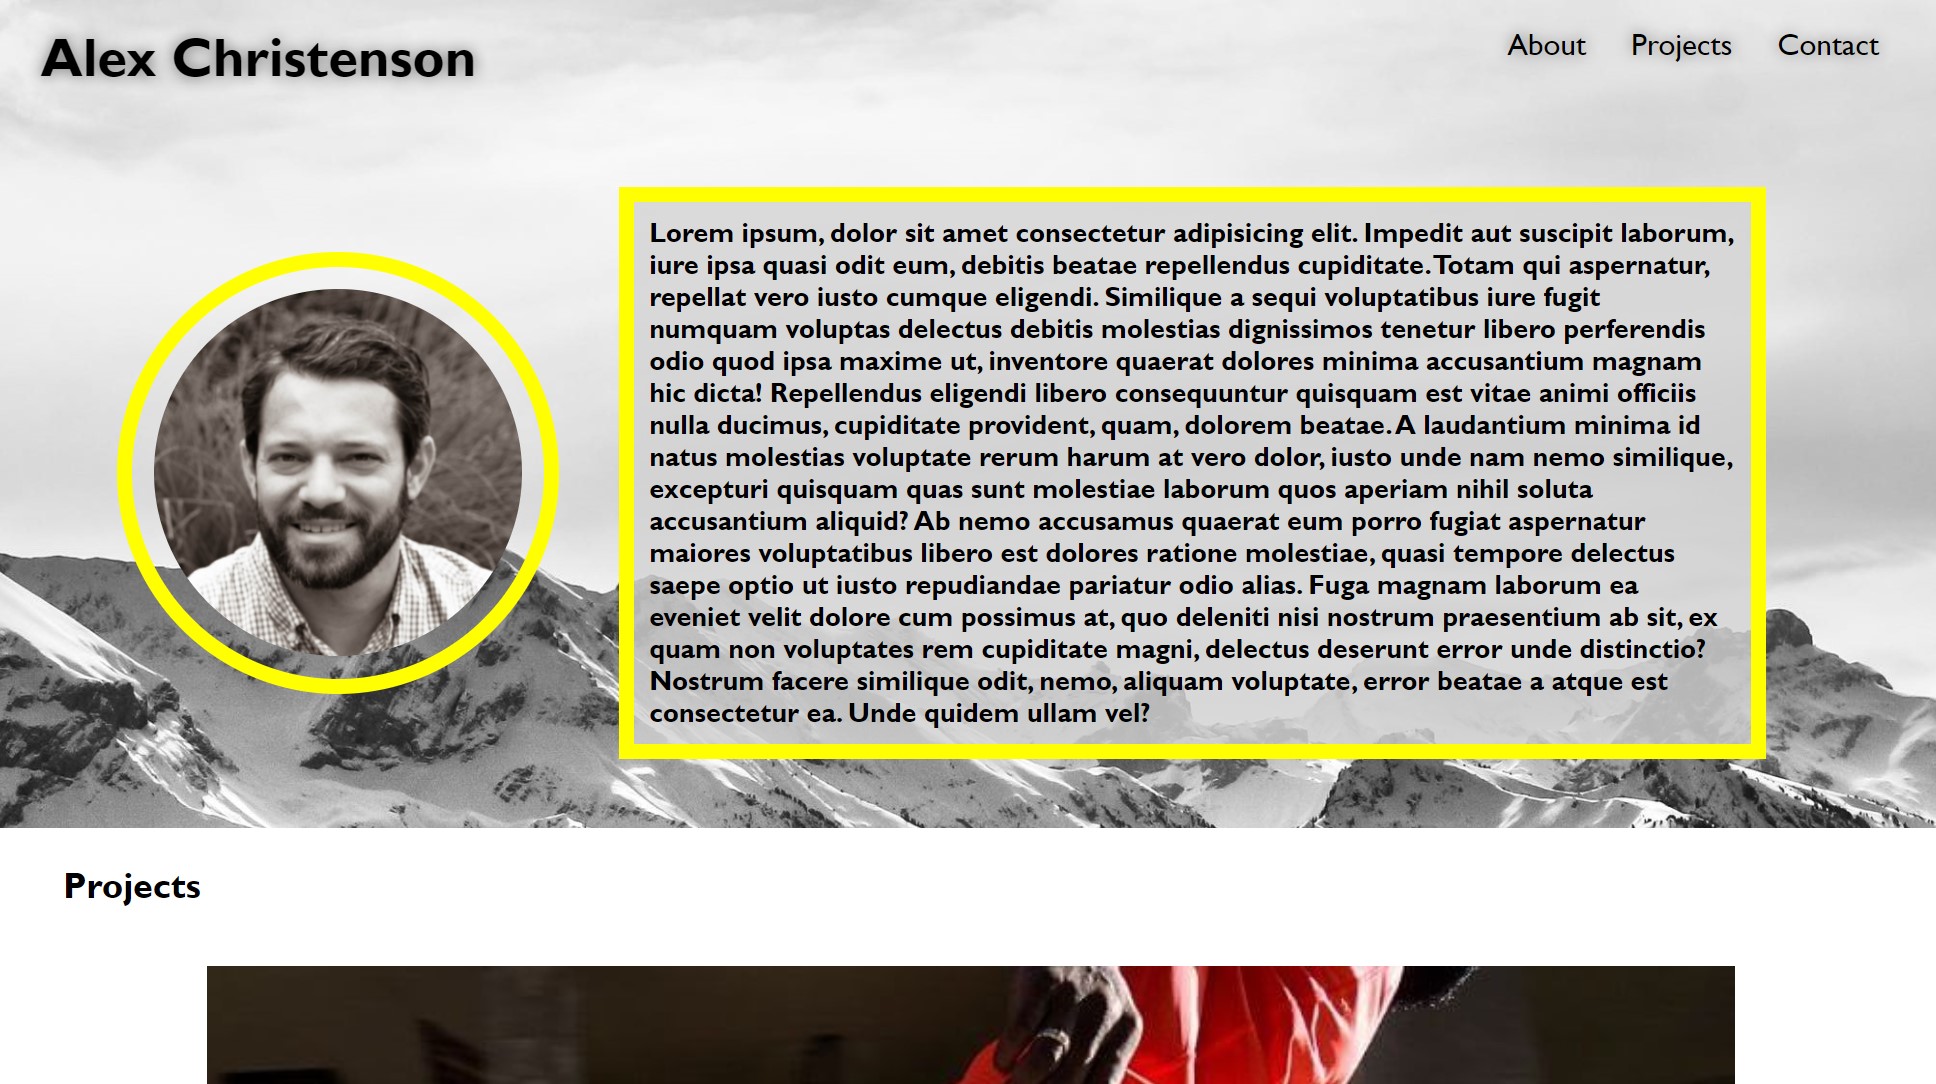 Alex Christenson
About Projects Contact
Lorem ipsum, dolor sit amet consectetur adipisicing elit. Impedit aut suscipit laborum,
iure ipsa quasi odit eum, debitis beatae repellendus cupiditate. Totam qui aspernatur,
repellat vero iusto cumque eligendi. Similique a sequi voluptatibus iure fugit
numquam voluptas delectus debitis molestias dignissimos tenetur libero perferendis
odio quod ipsa maxime ut, inventore quaerat dolores minima accusantium magnam
hic dicta! Repellendus eligendi libero consequuntur quisquam est vitae animi officiis
nulla ducimus, cupiditate provident, quam, dolorem beatae. A laudantium minima id
natus molestias voluptate rerum harum at vero dolor, iusto unde nam nemo similique,
excepturi quisquam quas sunt molestiae laborum quos aperiam nihil soluta
accusantium aliquid? Ab nemo accusamus quaerat eum porro fugiat aspernatur
maiores voluptatibus libero est dolores ratione molestiae, quasi tempore delectus
saepe optio ut iusto repudiandae pariatur odio alias. Fuga magnam laborum ea
eveniet velit dolore cum possimus at, quo deleniti nisi nostrum praesentium ab sit, ex
quam non voluptates rem cupiditate magni, delectus deserunt error unde distinctio?
Nostrum facere similique odit, nemo, aliquam voluptate, error beatae a atque est
consectetur ea. Unde quidem ullam vel?
Projects